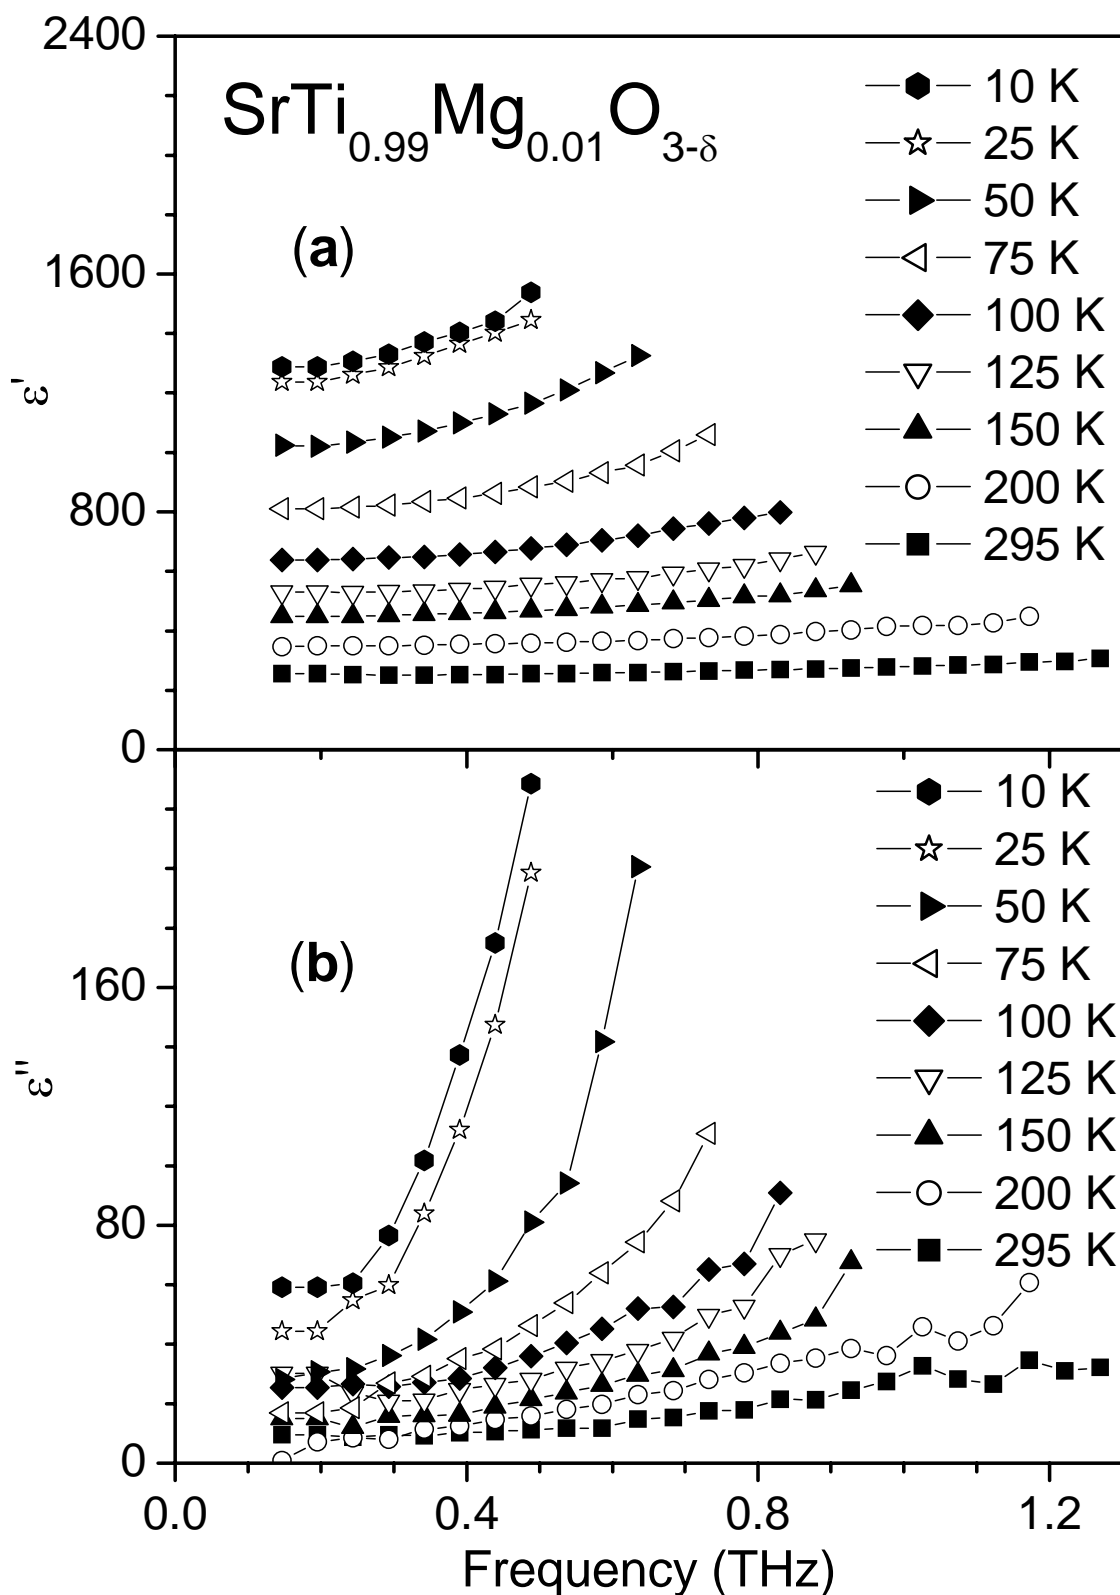 2400
SrTi0.99Mg0.01O3-δ
10 K
25 K
50 K
(a)
75 K
1600
100 K
125 K
ε'
150 K
200 K
800
295 K
0
10 K
25 K
50 K
(b)
75 K
160
100 K
ε''
125 K
150 K
200 K
80
295 K
0
0.0 0.4 0.8 1.2
Frequency (THz)